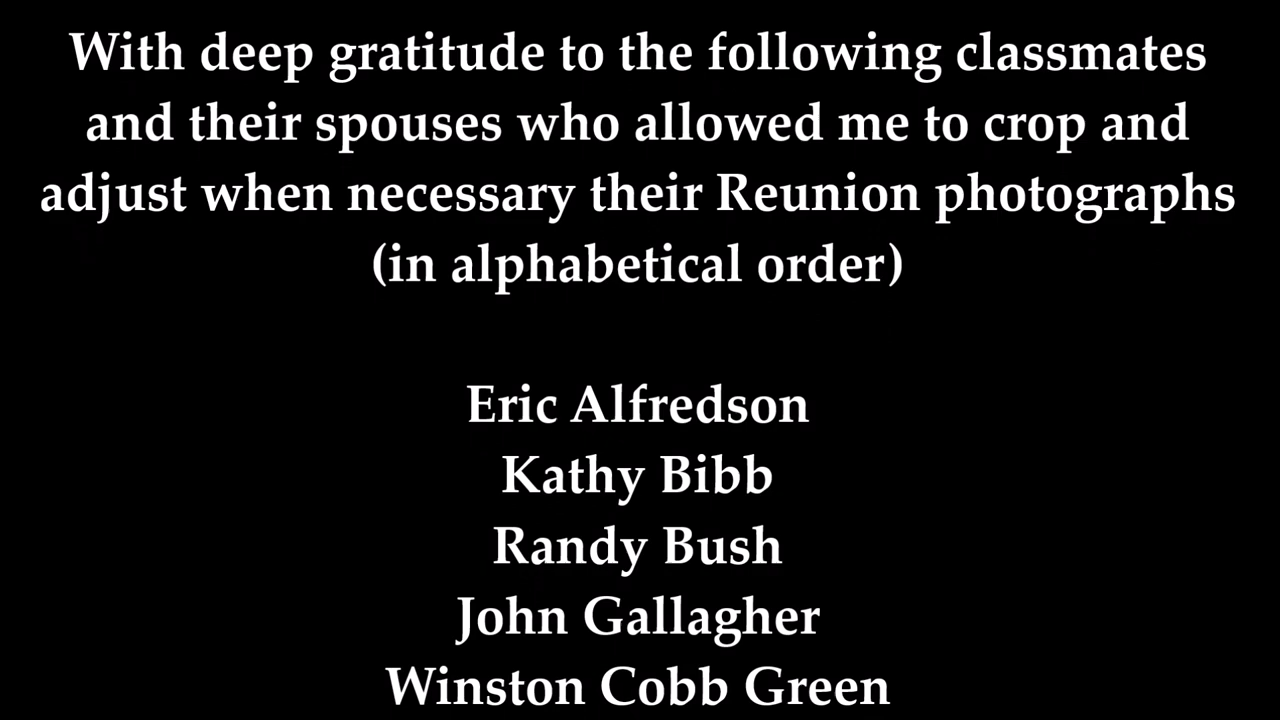 With deep gratitude to the following classmates
and their spouses who allowed me to crop and
adjust when necessary their Reunion photographs
(in alphabetical order)
Eric Alfredson
Kathy Bibb
Randy Bush
John Gallagher
Winston Cobb Green